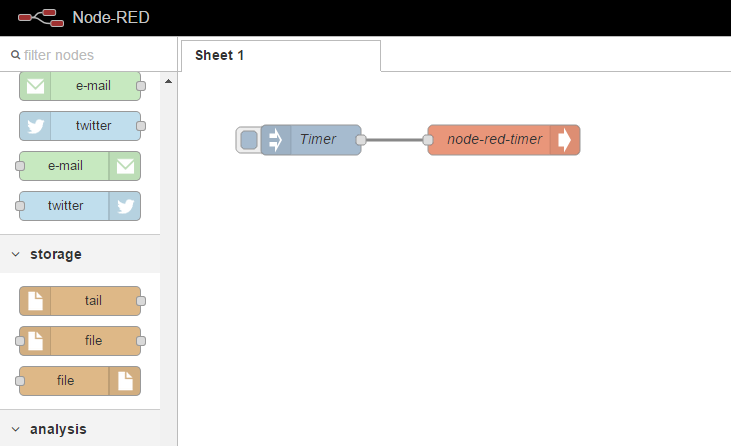 Node-RED
filter nodes
Sheet 1
e-mail
twitter
e-mail
twitter
storage
tail
file
file
analysis
Timer
node-red-timer